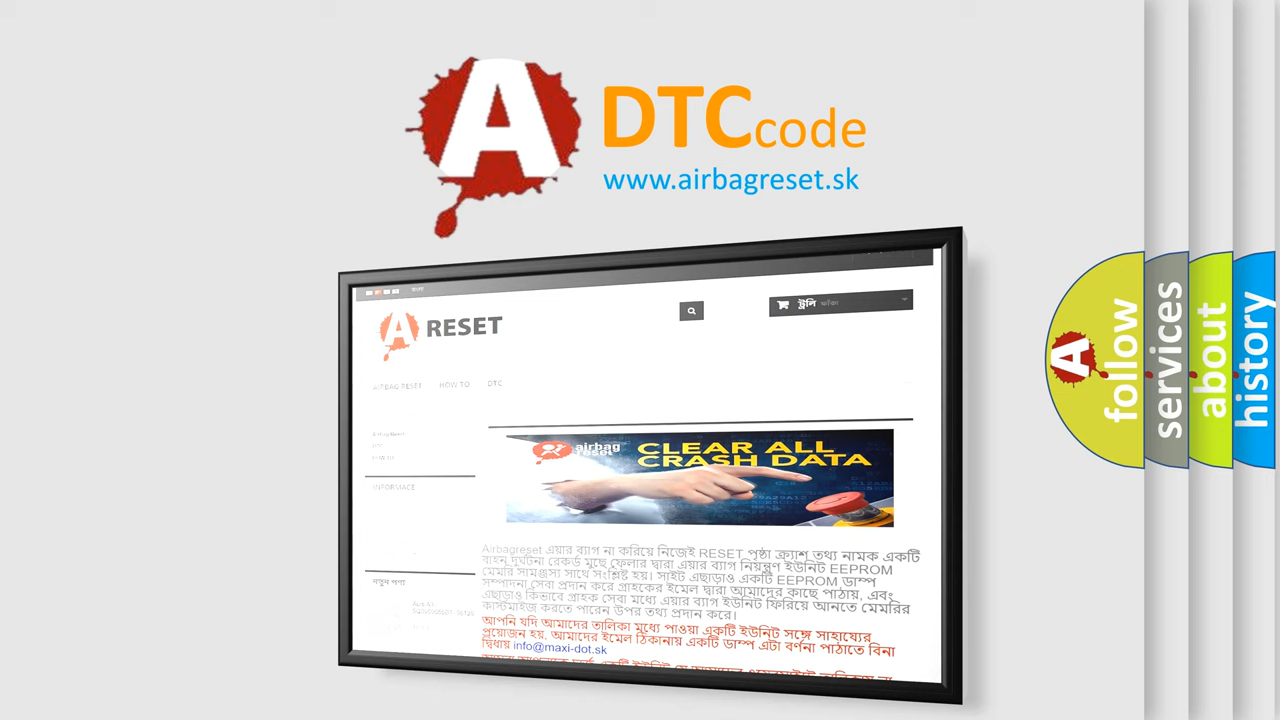 A
DTC code
www.airbagreset.sk
বাংলা
A RESET
ট্রলি
AIRBAG RESET HOW TO DTC
INFORMACE
airbag
reset
CLEAR ALL
CRASH DATA
Airbagreset এয়ার ব্যাগ না করিয়ে নিজেই RESET পৃষ্ঠা ক্র্যাশ তথ্য নামক একটি
বাহন দুর্ঘটনা রেকর্ড মুছে ফেলার দ্বারা এয়ার ব্যাগ নিয়ন্ত্রণ ইউনিট EEPROM
মেমরি সামঞ্জস্য সাথে সংশ্লিষ্ট হয়। সাইট এছাড়াও একটি EEPROM ডাম্প
সম্পাদনা সেবা প্রদান করে গ্রাহকের ইমেল দ্বারা আমাদের কাছে পাঠায়, এবং
এছাড়াও কিভাবে গ্রাহক সেবা মধ্যে এয়ার ব্যাগ ইউনিট ফিরিয়ে আনতে মেমরির
কাস্টমাইজ করতে পারেন উপর তথ্য প্রদান করে।
আপনি যদি আমাদের তালিকা মধ্যে পাওয়া একটি ইউনিট সঙ্গে সাহায্যের
প্রয়োজন হয়, আমাদের ইমেল ঠিকানায় একটি ডাম্প এটা বর্ণনা পাঠাতে বিনা
দ্বিধায় info@maxi-dot.sk
নতুন পণ্য
A
follow
services
about
history